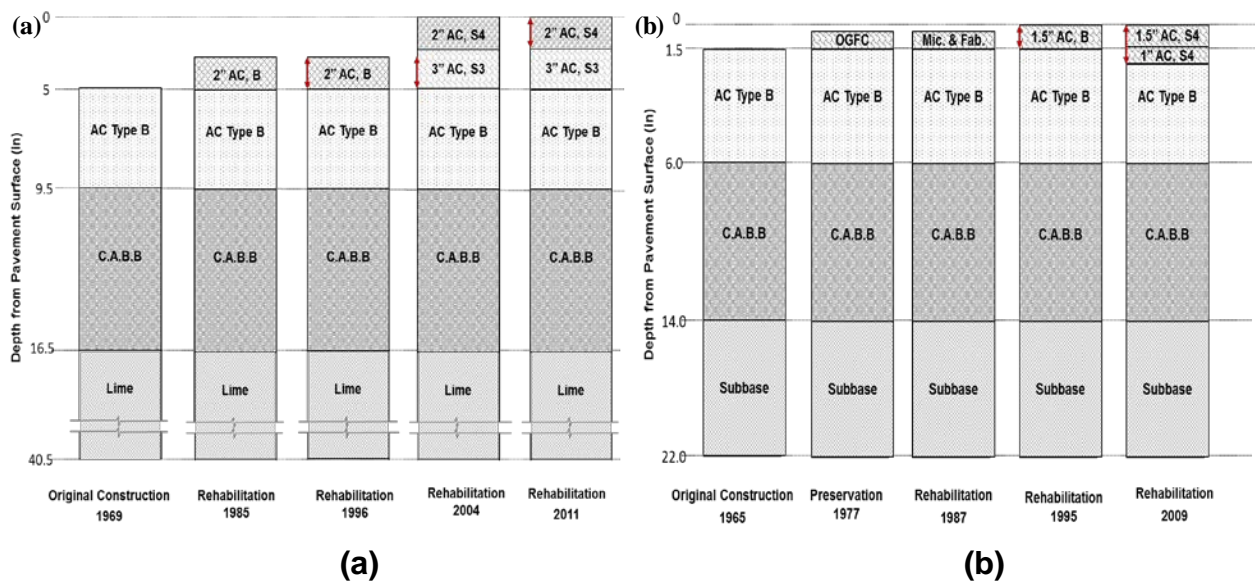 (a)
Depth from Pavement Surface (In)
0
5
9.5
16.5
40.5
AC Type B
C.A.B.B
Lime
Original Construction
1969
2” AC, B
AC Type B
C.A.B.B
Lime
Rehabilitation
1985
2” AC, B
AC Type B
C.A.B.B
Lime
Rehabilitation
1996
2” AC, S4
3” AC, S3
AC Type B
C.A.B.B
Lime
Rehabilitation
2004
2” AC, S4
3” AC, S3
AC Type B
C.A.B.B
Lime
Rehabilitation
2011
(a)
(b)
Depth from Pavement Surface (In)
0
1.5
6.0
14.0
22.0
AC Type B
C.A.B.B
Subbase
Original Construction
1965
OGFC
AC Type B
C.A.B.B
Subbase
Preservation
1977
Mic. & Fab.
AC Type B
C.A.B.B
Subbase
Rehabilitation
1987
1.5” AC, B
AC Type B
C.A.B.B
Subbase
Rehabilitation
1995
1.5” AC, S4
1” AC, S4
AC Type B
C.A.B.B
Subbase
Rehabilitation
2009
(b)